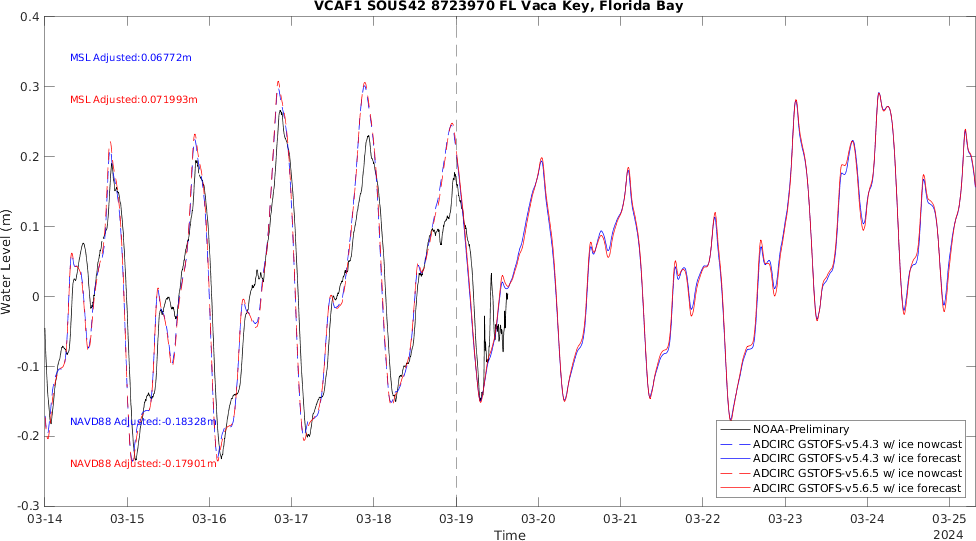 VCAF1 SOUS42 8723970 FL Vaca Key, Florida Bay
0.4
0.3
0.2
0.1
0
-0.1
-0.2
-0.3
Water Level (m)
MSL Adjusted:0.06772m
MSL Adjusted:0.071993m
NAVD88 Adjusted:-0.18328m
NAVD88 Adjusted:-0.17901m
NOAA-Preliminary
ADCIRC GSTOFS-v5.4.3 w/ ice nowcast
ADCIRC GSTOFS-v5.4.3 w/ ice forecast
ADCIRC GSTOFS-v5.6.5 w/ ice nowcast
ADCIRC GSTOFS-v5.6.5 w/ ice forecast
03-14 03-15 03-16 03-17 03-18 03-19 03-20 03-21 03-22 03-23 03-24 03-25
2024
Time